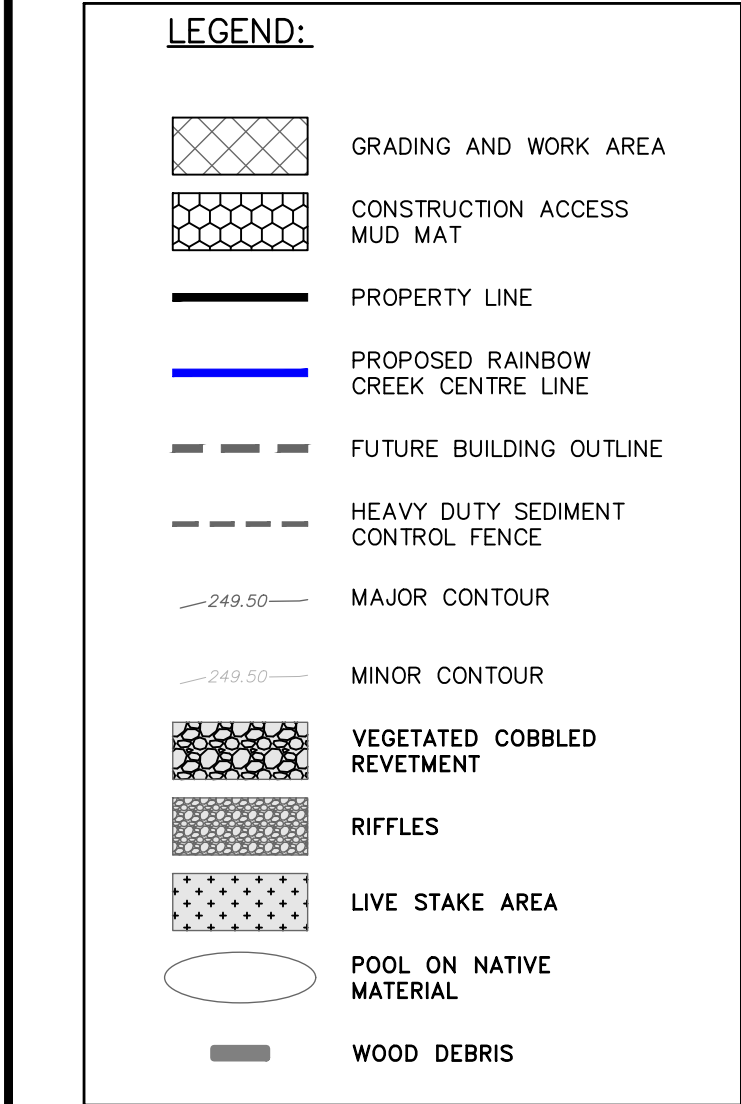 LEGEND:
GRADING AND WORK AREA
CONSTRUCTION ACCESS
MUD MAT
PROPERTY LINE
PROPOSED RAINBOW
CREEK CENTRE LINE
FUTURE BUILDING OUTLINE
HEAVY DUTY SEDIMENT
CONTROL FENCE
249.50 MAJOR CONTOUR
249.50 MINOR CONTOUR
VEGETATED COBBLED
REVETMENT
RIFFLES
LIVE STAKE AREA
POOL ON NATIVE
MATERIAL
WOOD DEBRIS